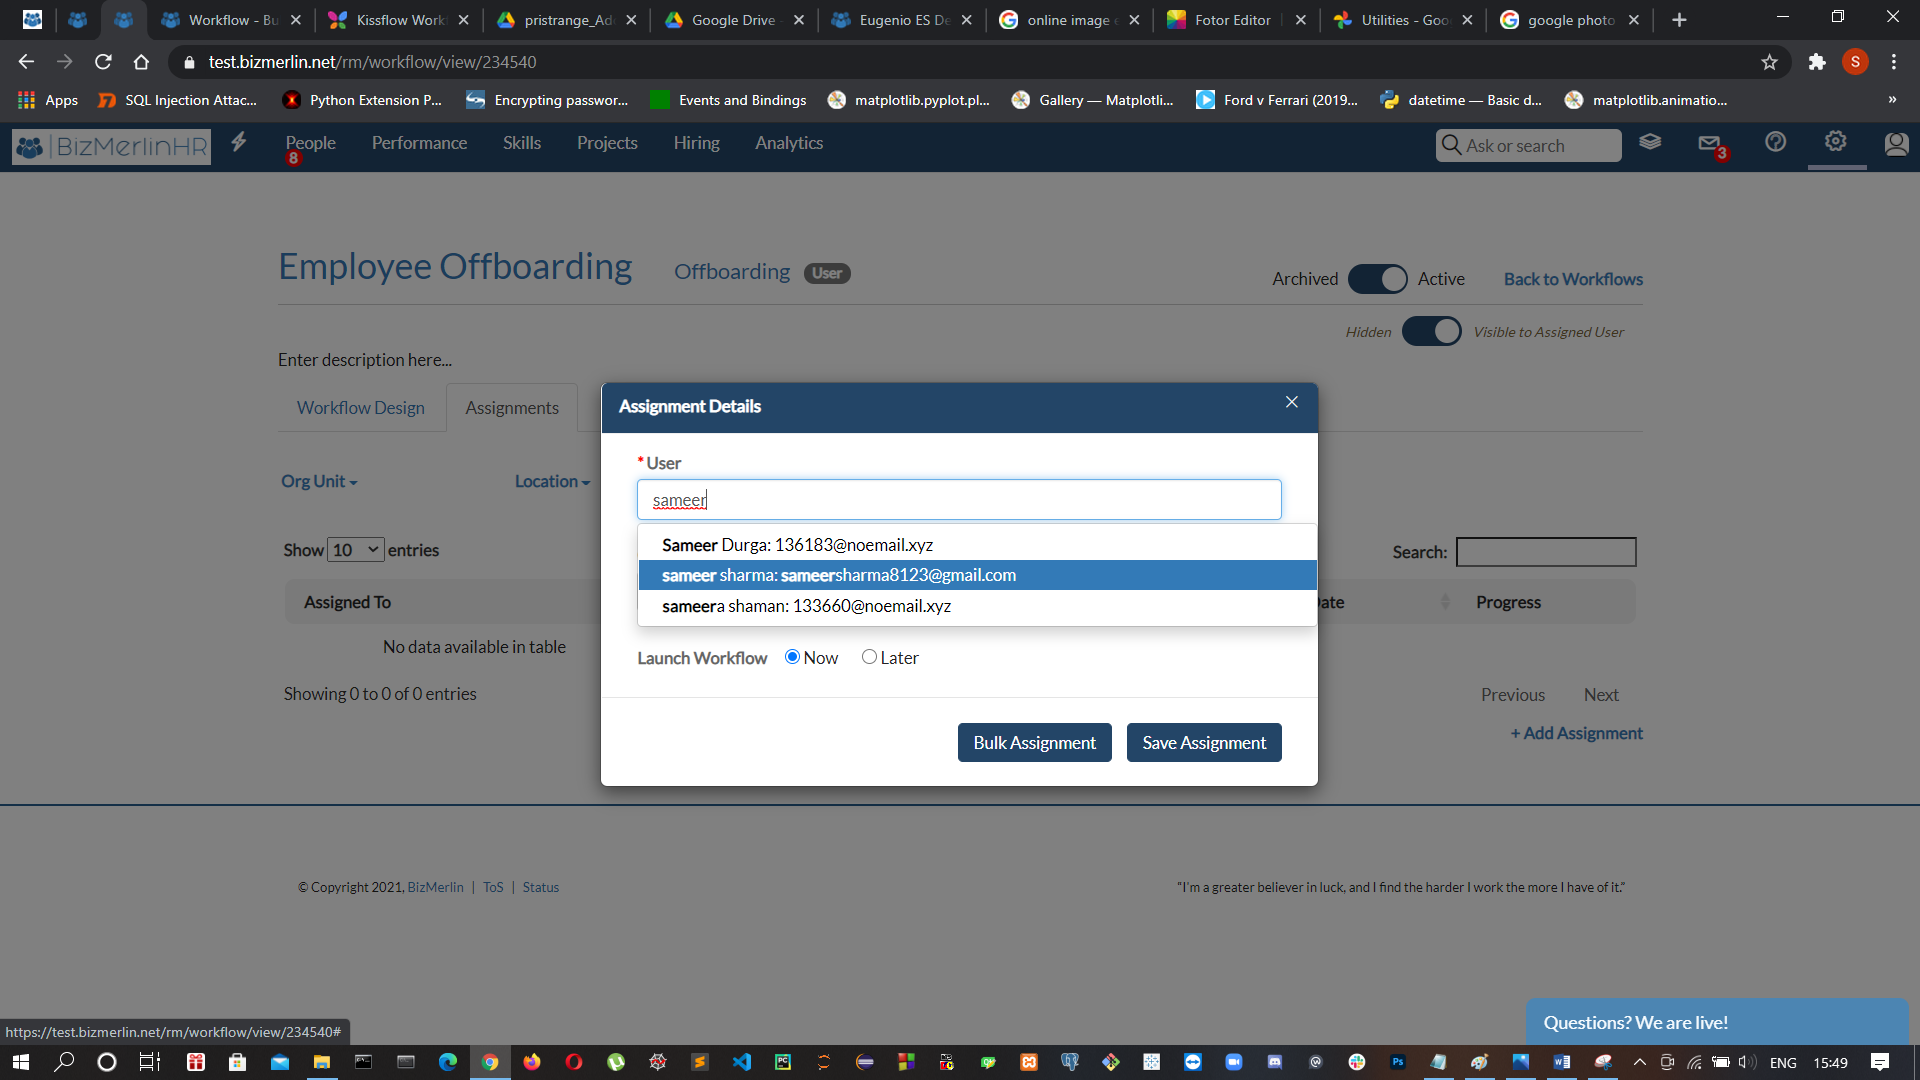 Workflow - Bu
Kissflow Work
pristrange_Ad
Google Drive -
Eugenio ES De
online image e
Fotor Editor
Utilities - Goo
google photo
test.bizmerlin.net/rm/workflow/view/234540
S
Apps
SQL Injection Attac...
Python Extension P...
Encrypting passwor...
Events and Bindings
matplotlib.pyplot.pl...
Gallery — Matplotli...
Ford v Ferrari (2019...
datetime — Basic d...
matplotlib.animatio...
»
BizMerlinHR
People
8
Performance
Skills
Projects
Hiring
Analytics
Ask or search
3
Employee Offboarding
Offboarding
User
Archived
Active
Back to Workflows
Hidden
Visible to Assigned User
Enter description here...
Workflow Design
Assignments
Assignment Details
*User
sameer
Sameer Durga: 136183@noemail.xyz
sameer sharma: sameersharma8123@gmail.com
sameera shaman: 133660@noemail.xyz
Org Unit
Location
Show 10 entries
Search:
Assigned To
Date
Progress
No data available in table
Launch Workflow
Now
Later
Showing 0 to 0 of 0 entries
Previous
Next
+ Add Assignment
Bulk Assignment
Save Assignment
© Copyright 2021, BizMerlin | ToS | Status
“I'm a greater believer in luck, and I find the harder I work the more I have of it.”
Questions? We are live!
https://test.bizmerlin.net/rm/workflow/view/234540#
ENG
15:49